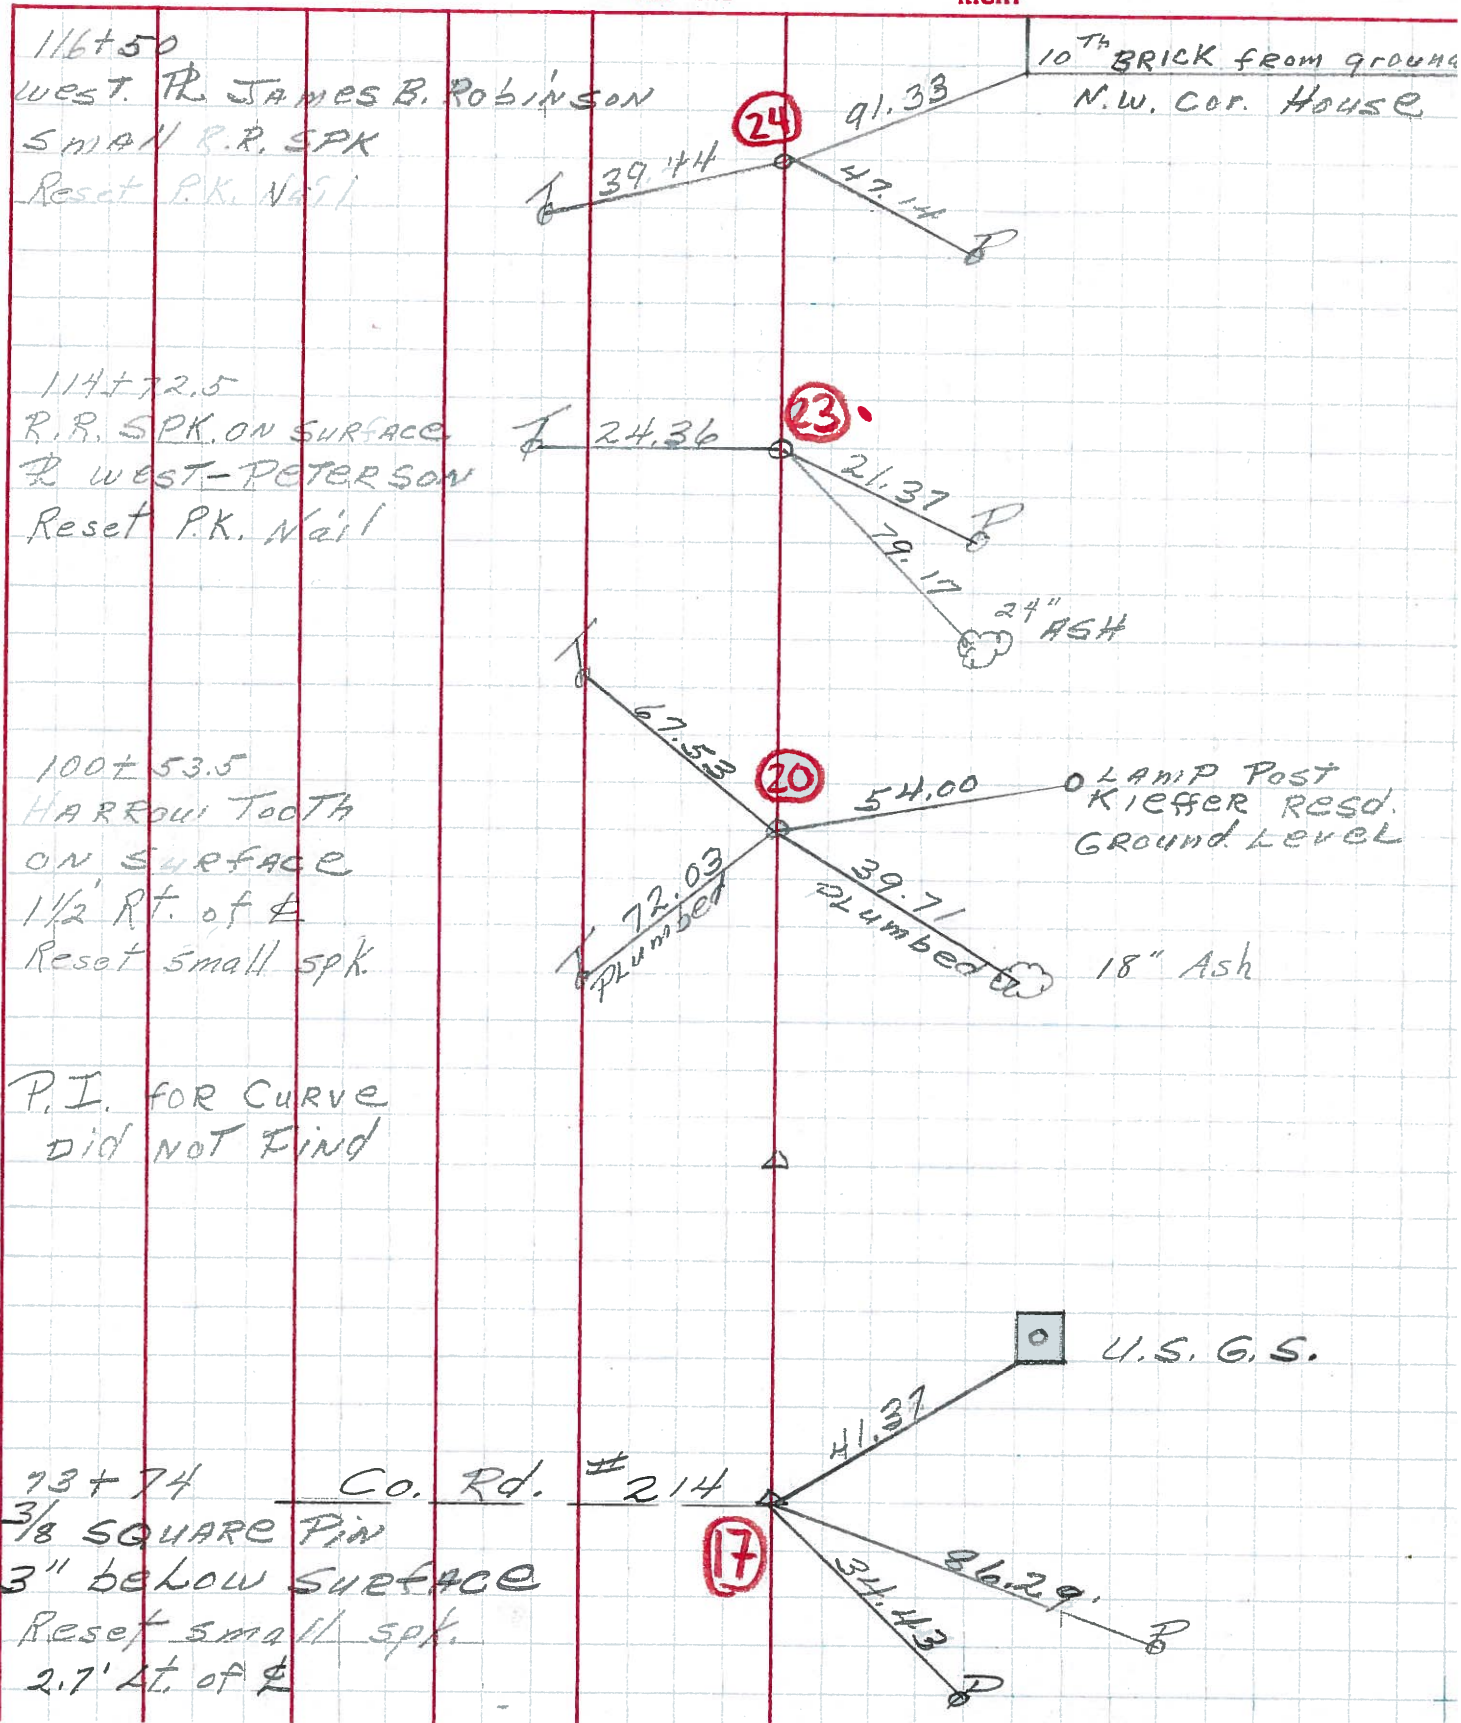 116+50
west. PL James B. Robinson
small R.R. SPK
Reset P.K. Nail
24
39.44
91.33
47.14
T
P
10Th BRICK from ground
N.W. Cor. House
114+72.5
R.R. SPK. ON SURFACE
PL WEST-PETERSON
Reset P.K. Nail
23
T
24.36
21.37
P
79.17
24" ASH
100+53.5
HARROW TooTh
ON SURFACE
1 1/2' Rt. of ℄
Reset small spk.
20
T
67.53
54.00
LAMP Post
Kieffer Resd.
GRound LeveL
72.03
PLumbed
T
39.71
PLumbed
18" Ash
P.I. foR CuRve
Did NOT Find
U.S.G.S.
41.37
Co. Rd. #214
17
86.29
P
34.43
P
93+74
3/8 SQUARE PiN
3" beLow SuRfACe
Reset small spk.
2.7' Lt. of ℄